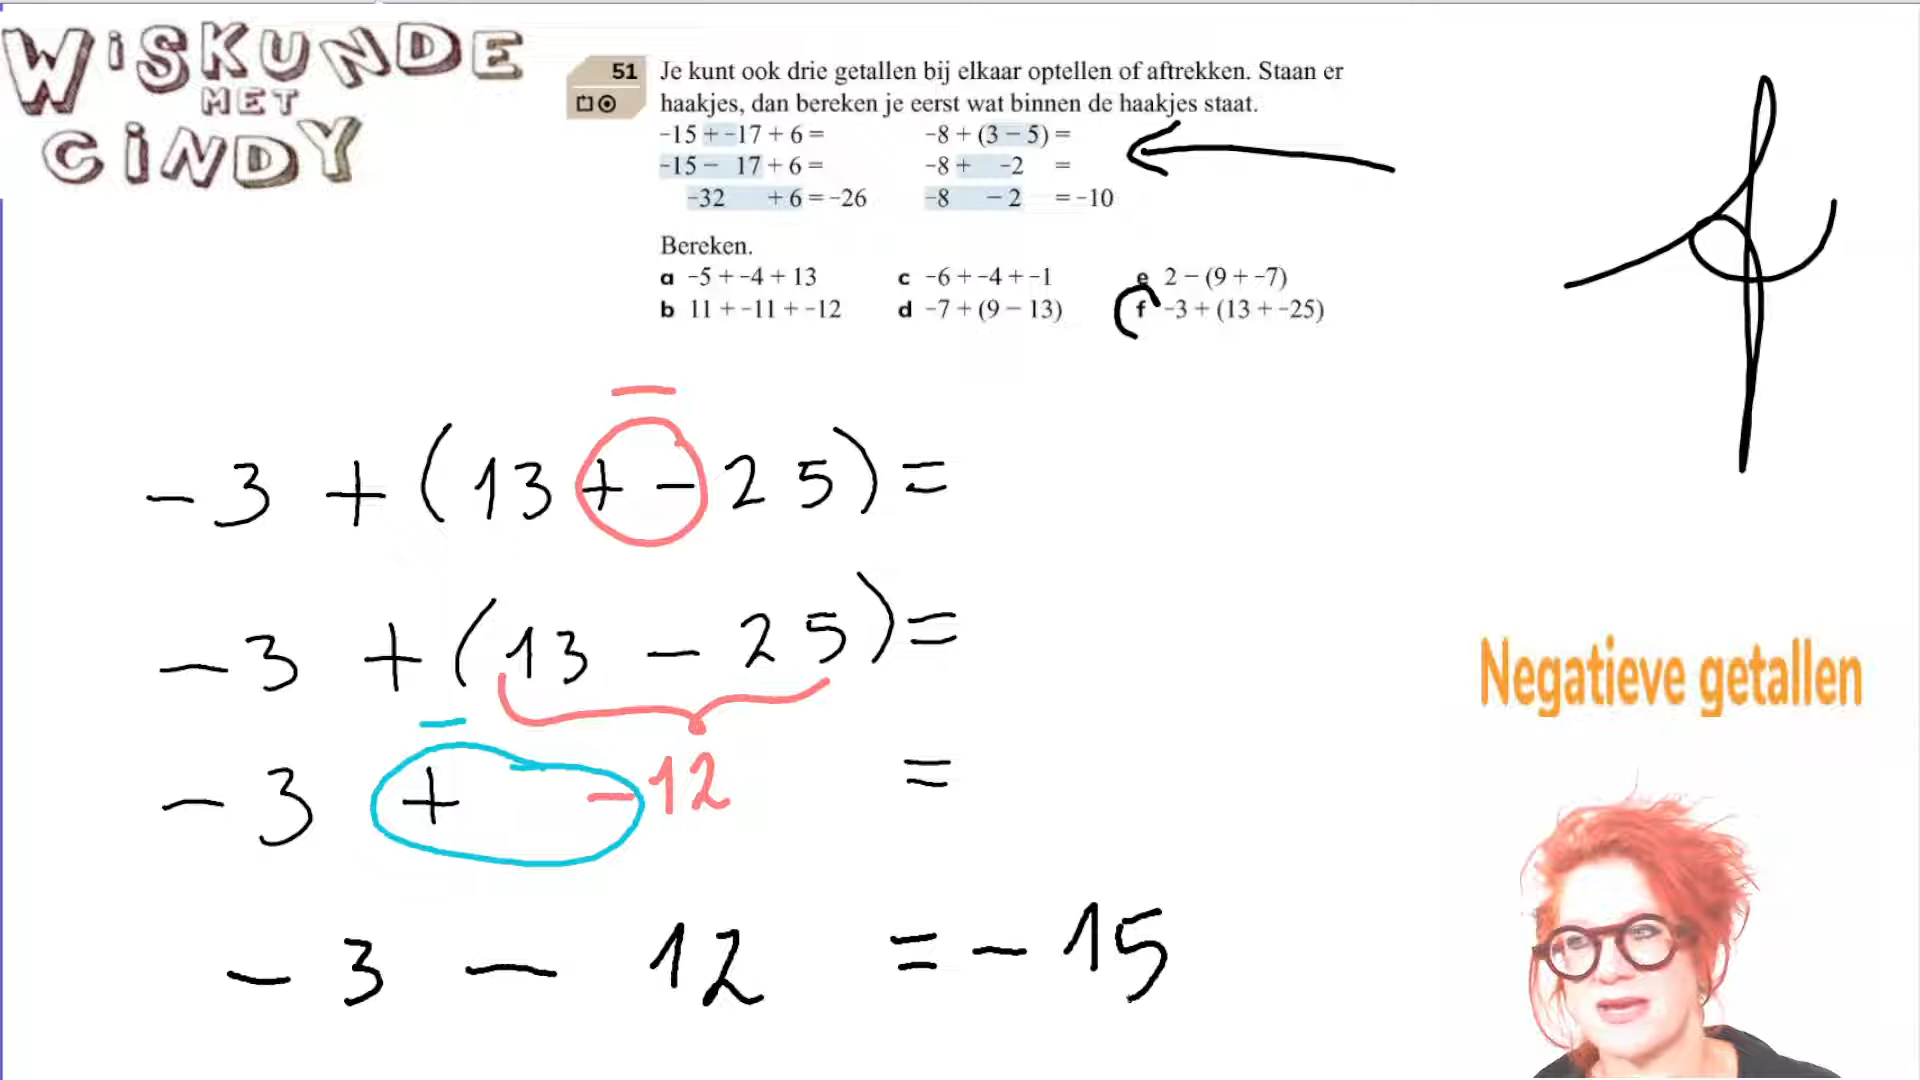 WiSKUNDE
MET
CiNDY
51 Je kunt ook drie getallen bij elkaar optellen of aftrekken. Staan er
haakjes, dan bereken je eerst wat binnen de haakjes staat.
-15 + -17 + 6 = -8 + (3 − 5) =
-15 − 17 + 6 = -8 + -2 =
-32 + 6 = -26 -8 − 2 = -10
Bereken.
a -5 + -4 + 13 c -6 + -4 + -1 e 2 − (9 + -7)
b 11 + -11 + -12 d -7 + (9 − 13) f -3 + (13 + -25)
−
− 3 + ( 13 + − 25 ) =
− 3 + ( 13 − 25 ) =
−
− 3 + −12 =
− 3 − 12 = − 15
Negatieve getallen